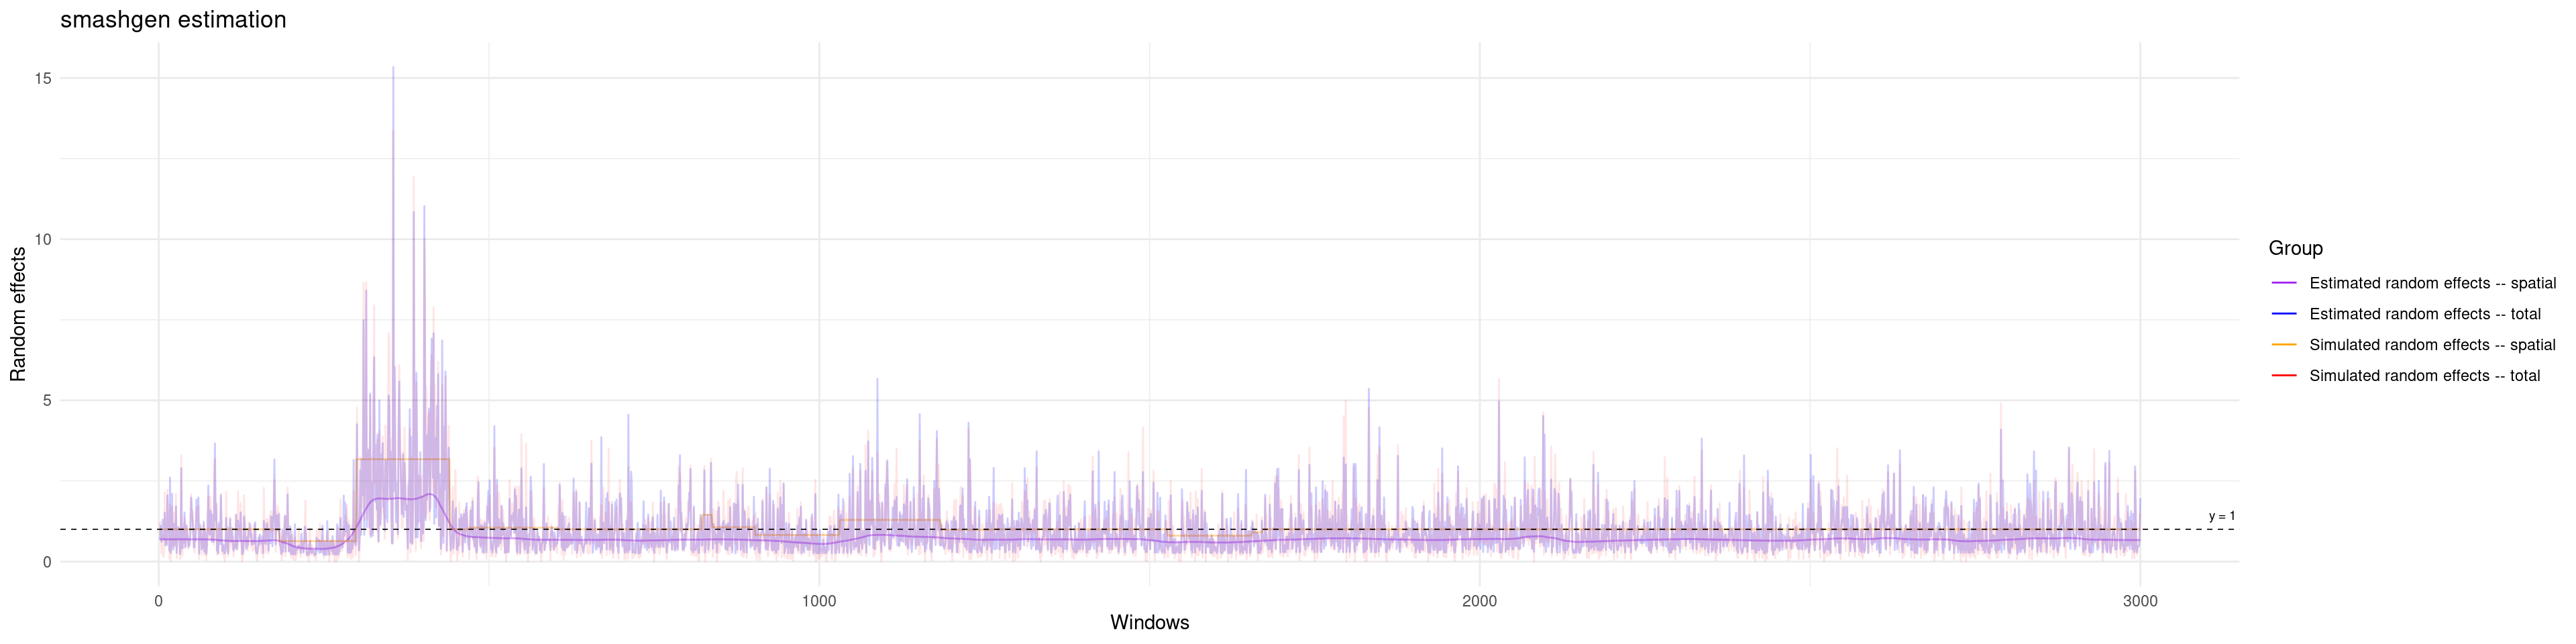 smashgen estimation
Random effects
15
10
5
0
y = 1
0
1000
2000
3000
Windows
Group
Estimated random effects -- spatial
Estimated random effects -- total
Simulated random effects -- spatial
Simulated random effects -- total